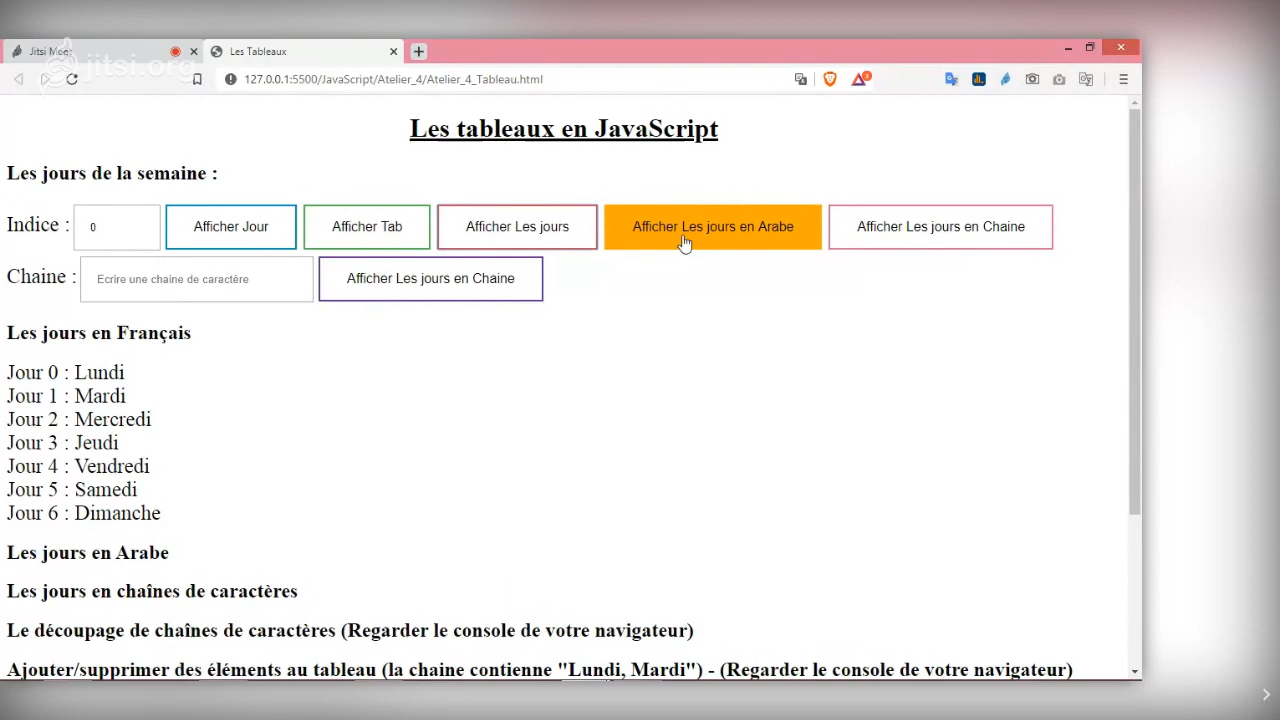 Jitsi Meet
Les Tableaux
jitsi.org
127.0.0.1:5500/JavaScript/Atelier_4/Atelier_4_Tableau.html
Les tableaux en JavaScript
Les jours de la semaine :
Indice : 0 Afficher Jour Afficher Tab Afficher Les jours Afficher Les jours en Arabe Afficher Les jours en Chaine
Chaine : Ecrire une chaine de caractère Afficher Les jours en Chaine
Les jours en Français
Jour 0 : Lundi
Jour 1 : Mardi
Jour 2 : Mercredi
Jour 3 : Jeudi
Jour 4 : Vendredi
Jour 5 : Samedi
Jour 6 : Dimanche
Les jours en Arabe
Les jours en chaînes de caractères
Le découpage de chaînes de caractères (Regarder le console de votre navigateur)
Ajouter/supprimer des éléments au tableau (la chaine contienne "Lundi, Mardi") - (Regarder le console de votre navigateur)